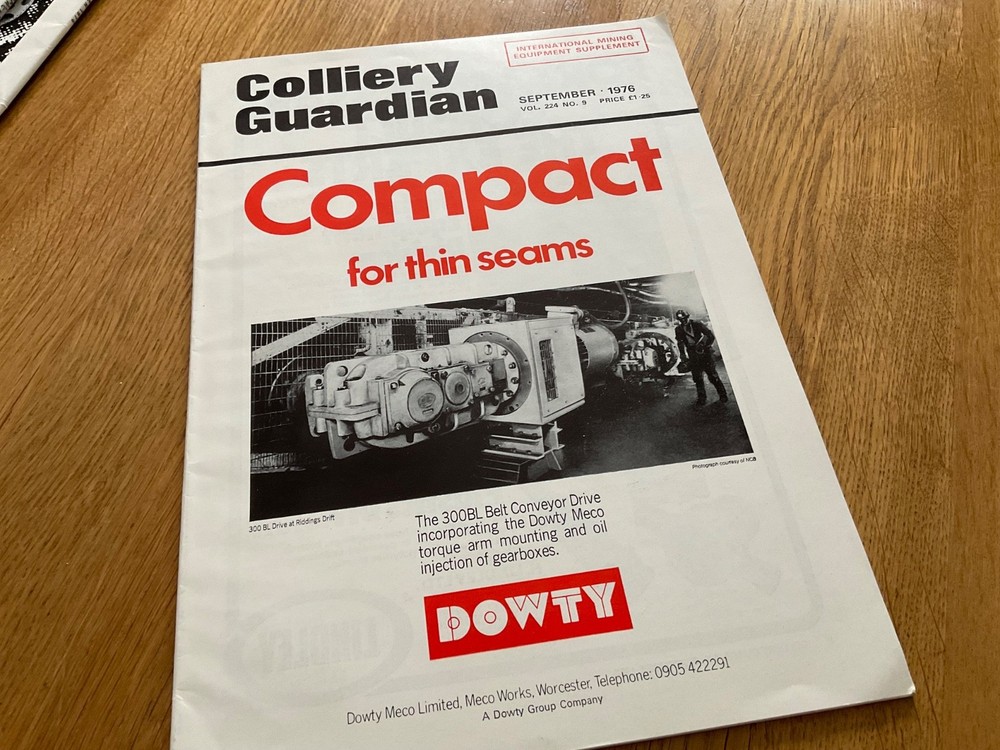 INTERNATIONAL MINING
EQUIPMENT SUPPLEMENT
Colliery
Guardian
SEPTEMBER · 1976
VOL. 224 NO. 9 PRICE £1·25
Compact
for thin seams
300 BL Drive at Riddings Drift
Photograph courtesy of NCB
The 300BL Belt Conveyor Drive
incorporating the Dowty Meco
torque arm mounting and oil
injection of gearboxes.
DOWTY
Dowty Meco Limited, Meco Works, Worcester, Telephone: 0905 422291
A Dowty Group Company